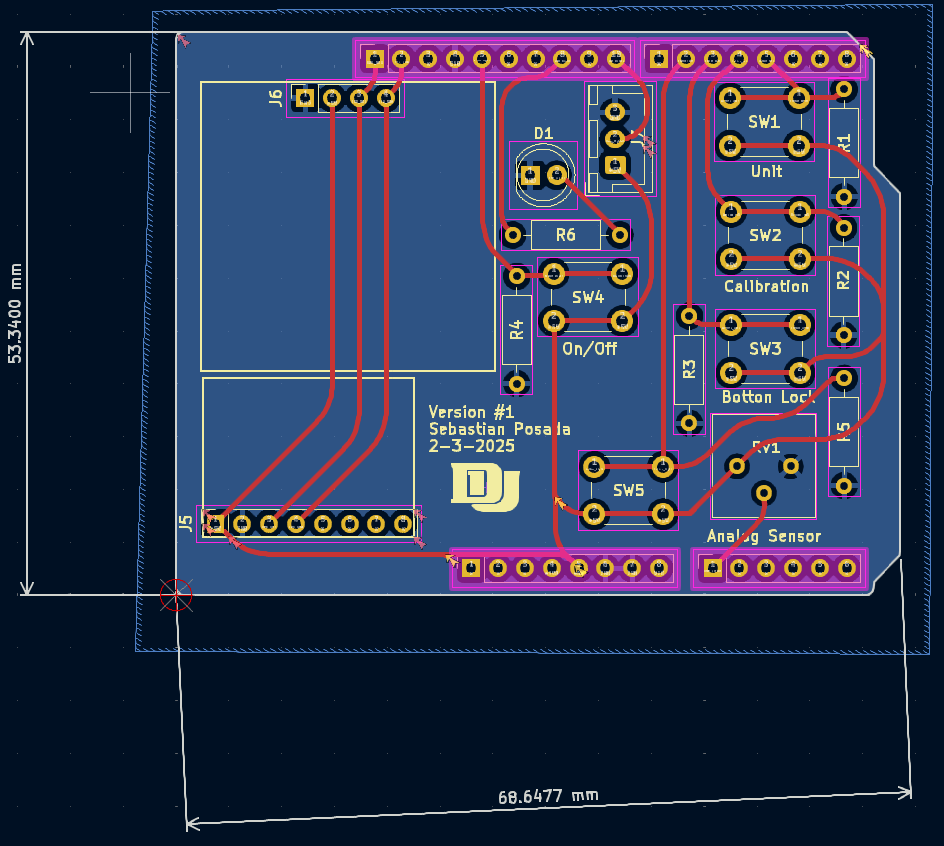 J6
D1
SW1
R1
Unit
R6
SW2
R2
Calibration
SW4
R4
On/Off
SW3
R3
Botton Lock
53.3400 mm
Version #1
Sebastian Posada
2-3-2025
DJ
RV1
R5
SW5
J5
Analog Sensor
68.6477 mm